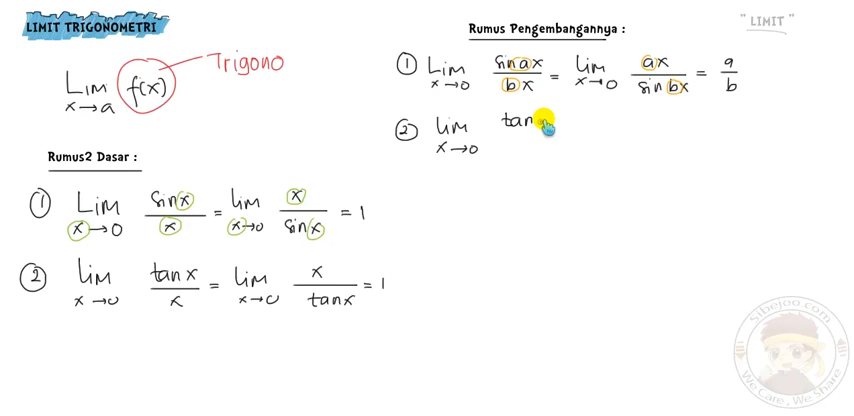 LIMIT TRIGONOMETRI
" LIMIT "
Lim x→a f(x) Trigono
Rumus2 Dasar :
① Lim x→0 sin x / x = lim x→0 x / sin x = 1
② lim x→0 tan x / x = lim x→0 x / tan x = 1
Rumus Pengembangannya :
① Lim x→0 sin ax / bx = lim x→0 ax / sin bx = a / b
② lim x→0 tan
Sibejoo.com
We Care, We Share